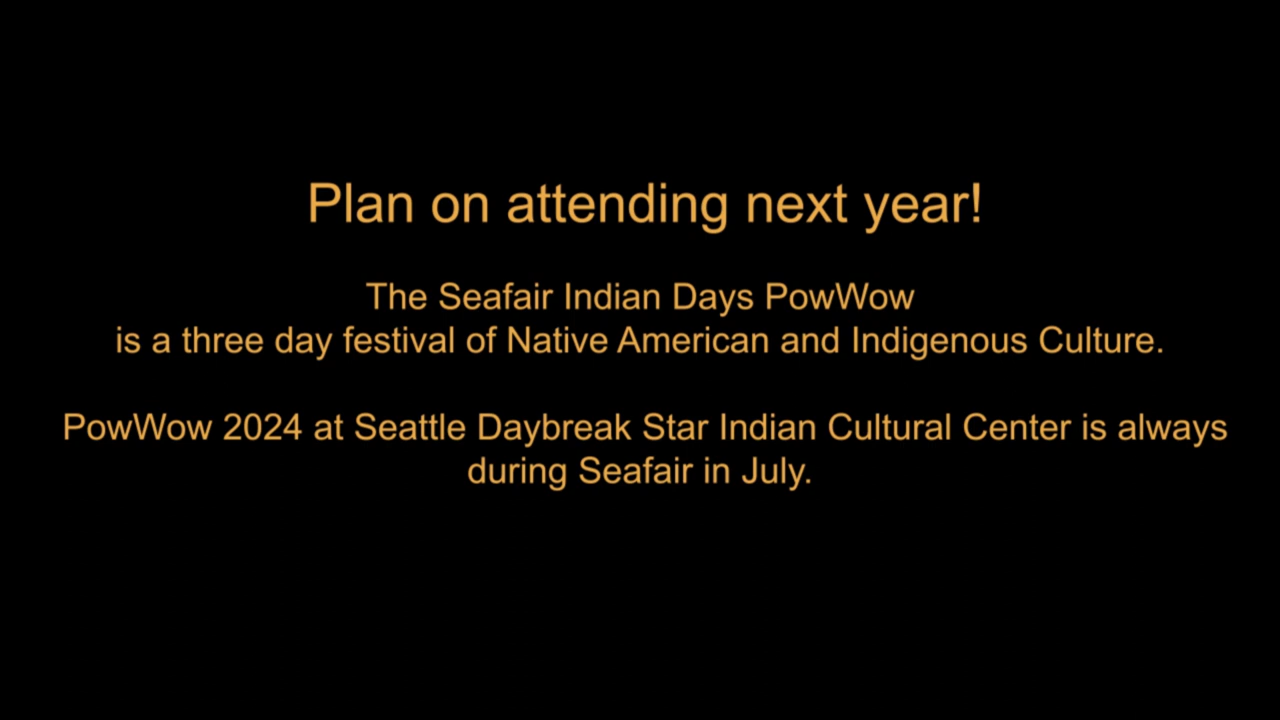 Plan on attending next year!
The Seafair Indian Days PowWow
is a three day festival of Native American and Indigenous Culture.
PowWow 2024 at Seattle Daybreak Star Indian Cultural Center is always
during Seafair in July.